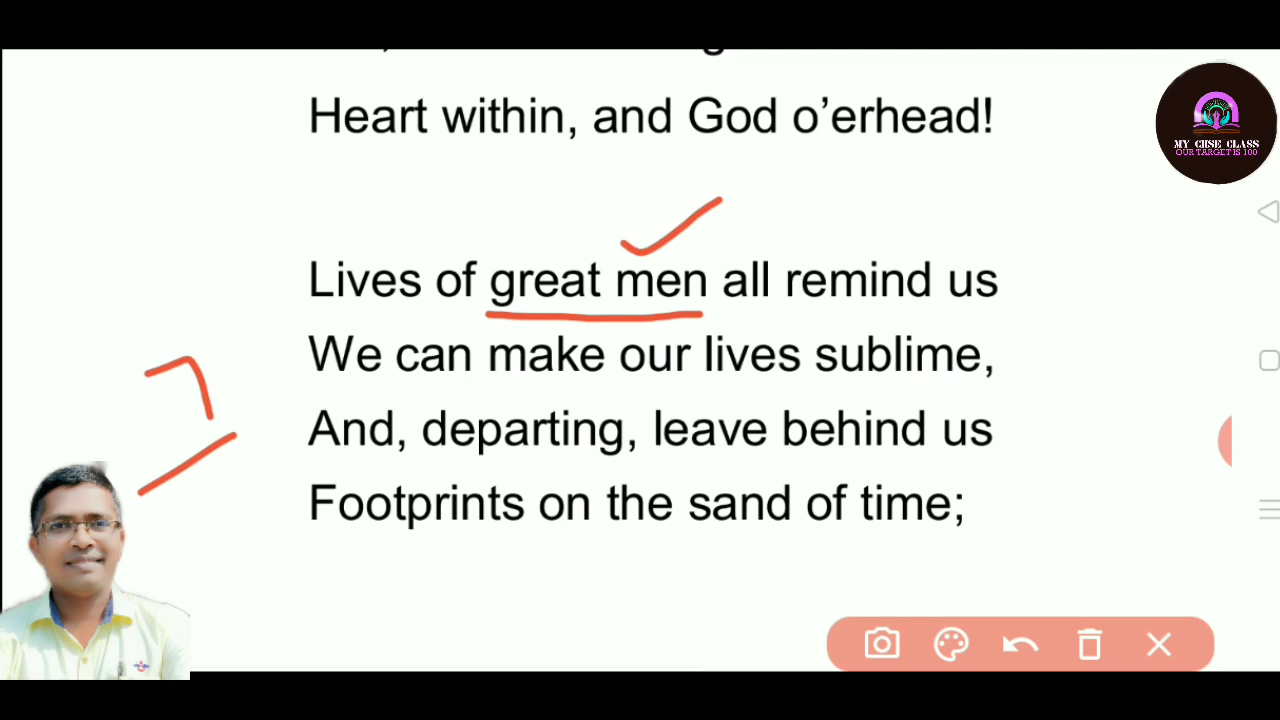 Heart within, and God o’erhead!
MY CHSE CLASS
OUR TARGET IS 100
Lives of great men all remind us
We can make our lives sublime,
And, departing, leave behind us
Footprints on the sand of time;